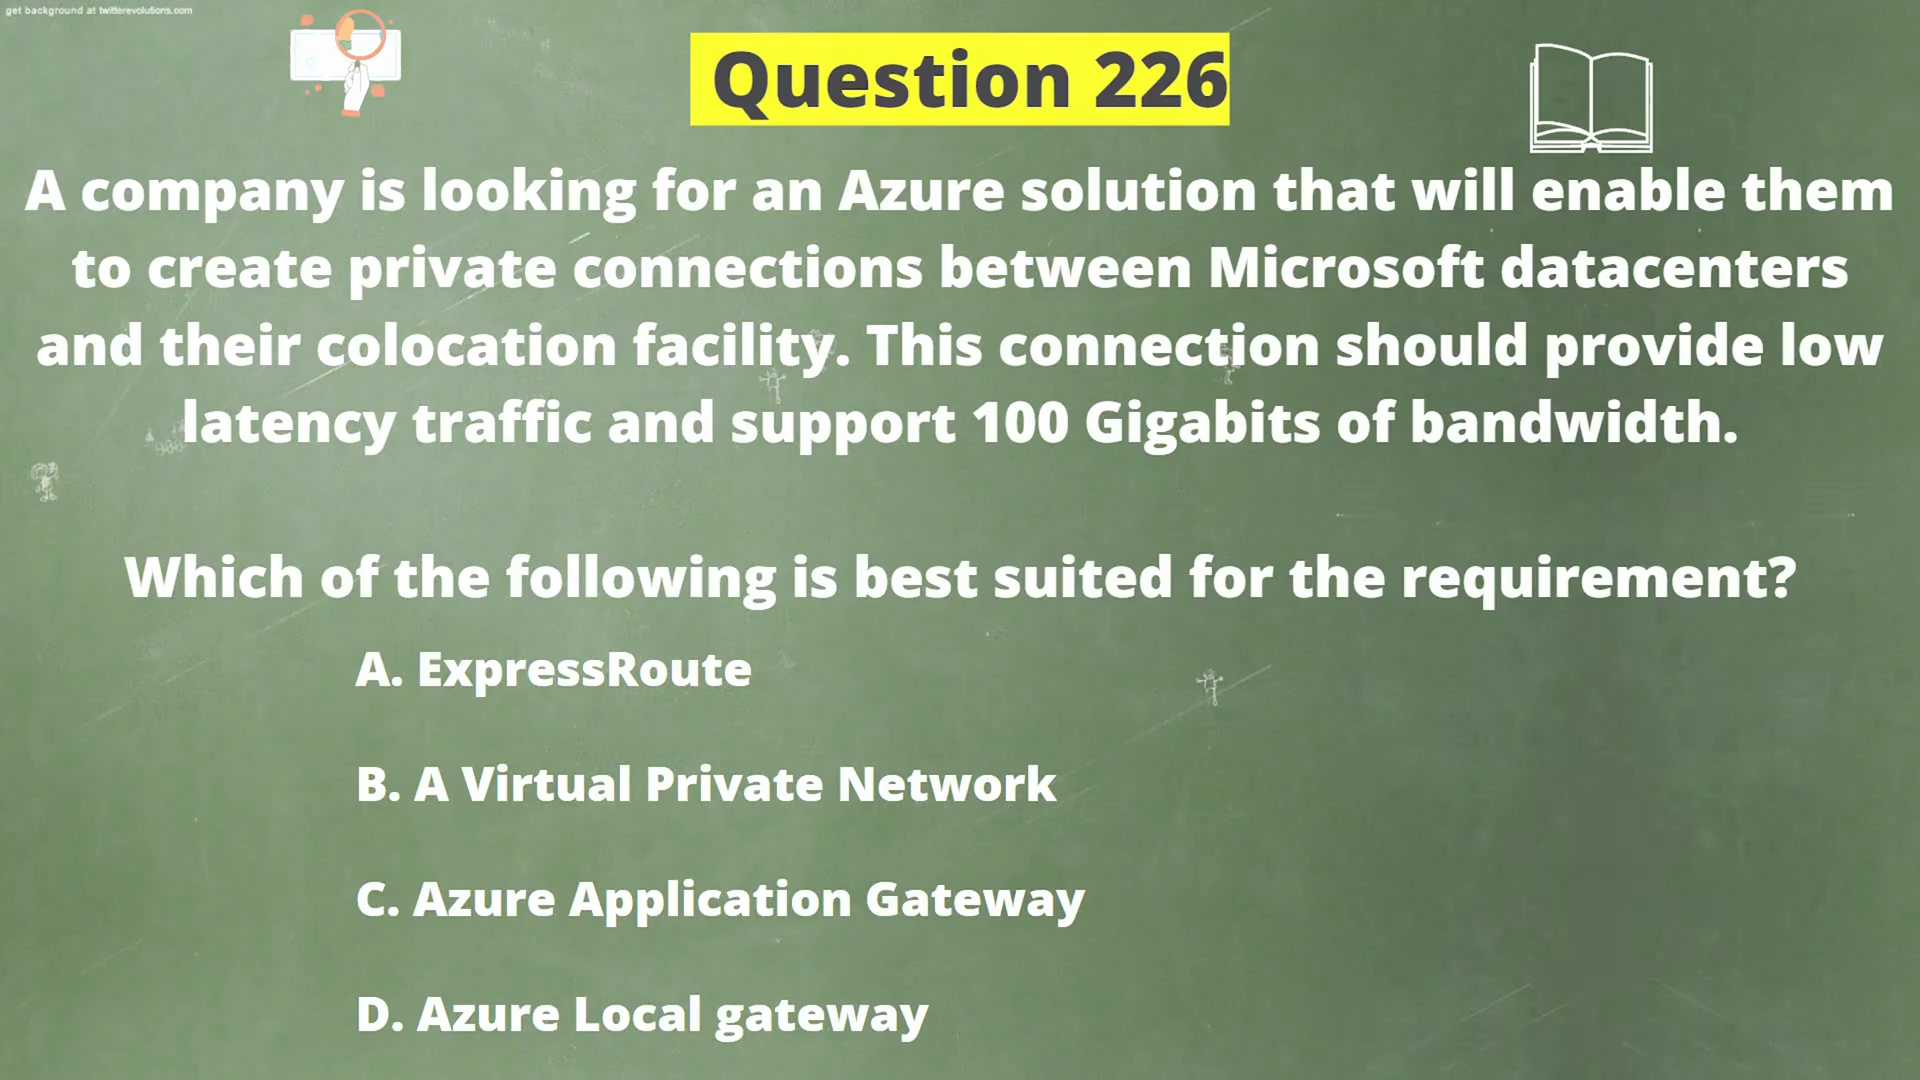 get background at twitterevolutions.com
Question 226
A company is looking for an Azure solution that will enable them
to create private connections between Microsoft datacenters
and their colocation facility. This connection should provide low
latency traffic and support 100 Gigabits of bandwidth.
Which of the following is best suited for the requirement?
A. ExpressRoute
B. A Virtual Private Network
C. Azure Application Gateway
D. Azure Local gateway